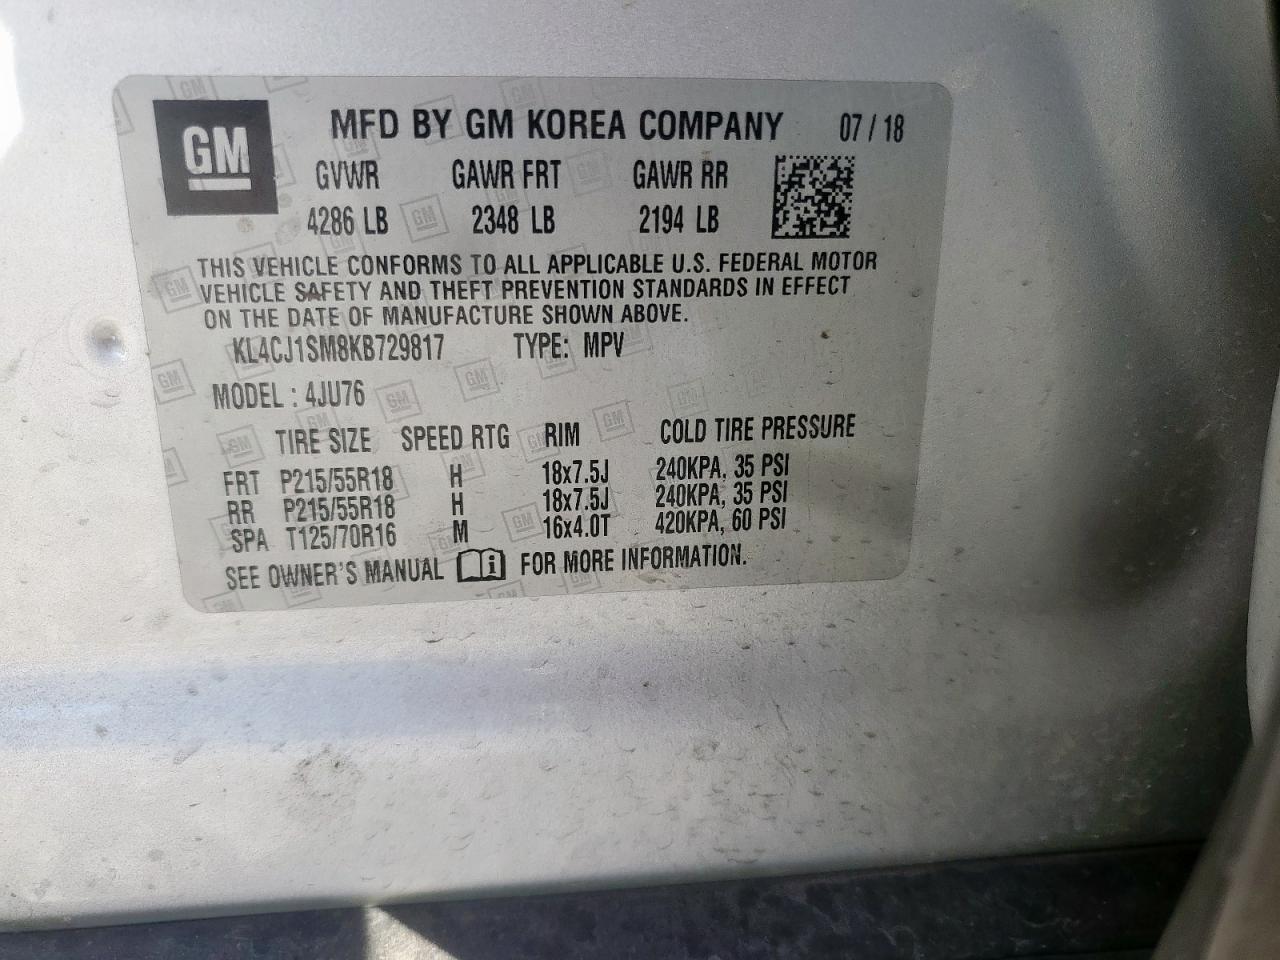 GM
MFD BY GM KOREA COMPANY 07 / 18
GVWR GAWR FRT GAWR RR
4286 LB 2348 LB 2194 LB
THIS VEHICLE CONFORMS TO ALL APPLICABLE U.S. FEDERAL MOTOR
VEHICLE SAFETY AND THEFT PREVENTION STANDARDS IN EFFECT
ON THE DATE OF MANUFACTURE SHOWN ABOVE.
KL4CJ1SM8KB729817 TYPE: MPV
MODEL : 4JU76
TIRE SIZE SPEED RTG RIM COLD TIRE PRESSURE
FRT P215/55R18 H 18x7.5J 240KPA, 35 PSI
RR P215/55R18 H 18x7.5J 240KPA, 35 PSI
SPA T125/70R16 M 16x4.0T 420KPA, 60 PSI
SEE OWNER'S MANUAL FOR MORE INFORMATION.